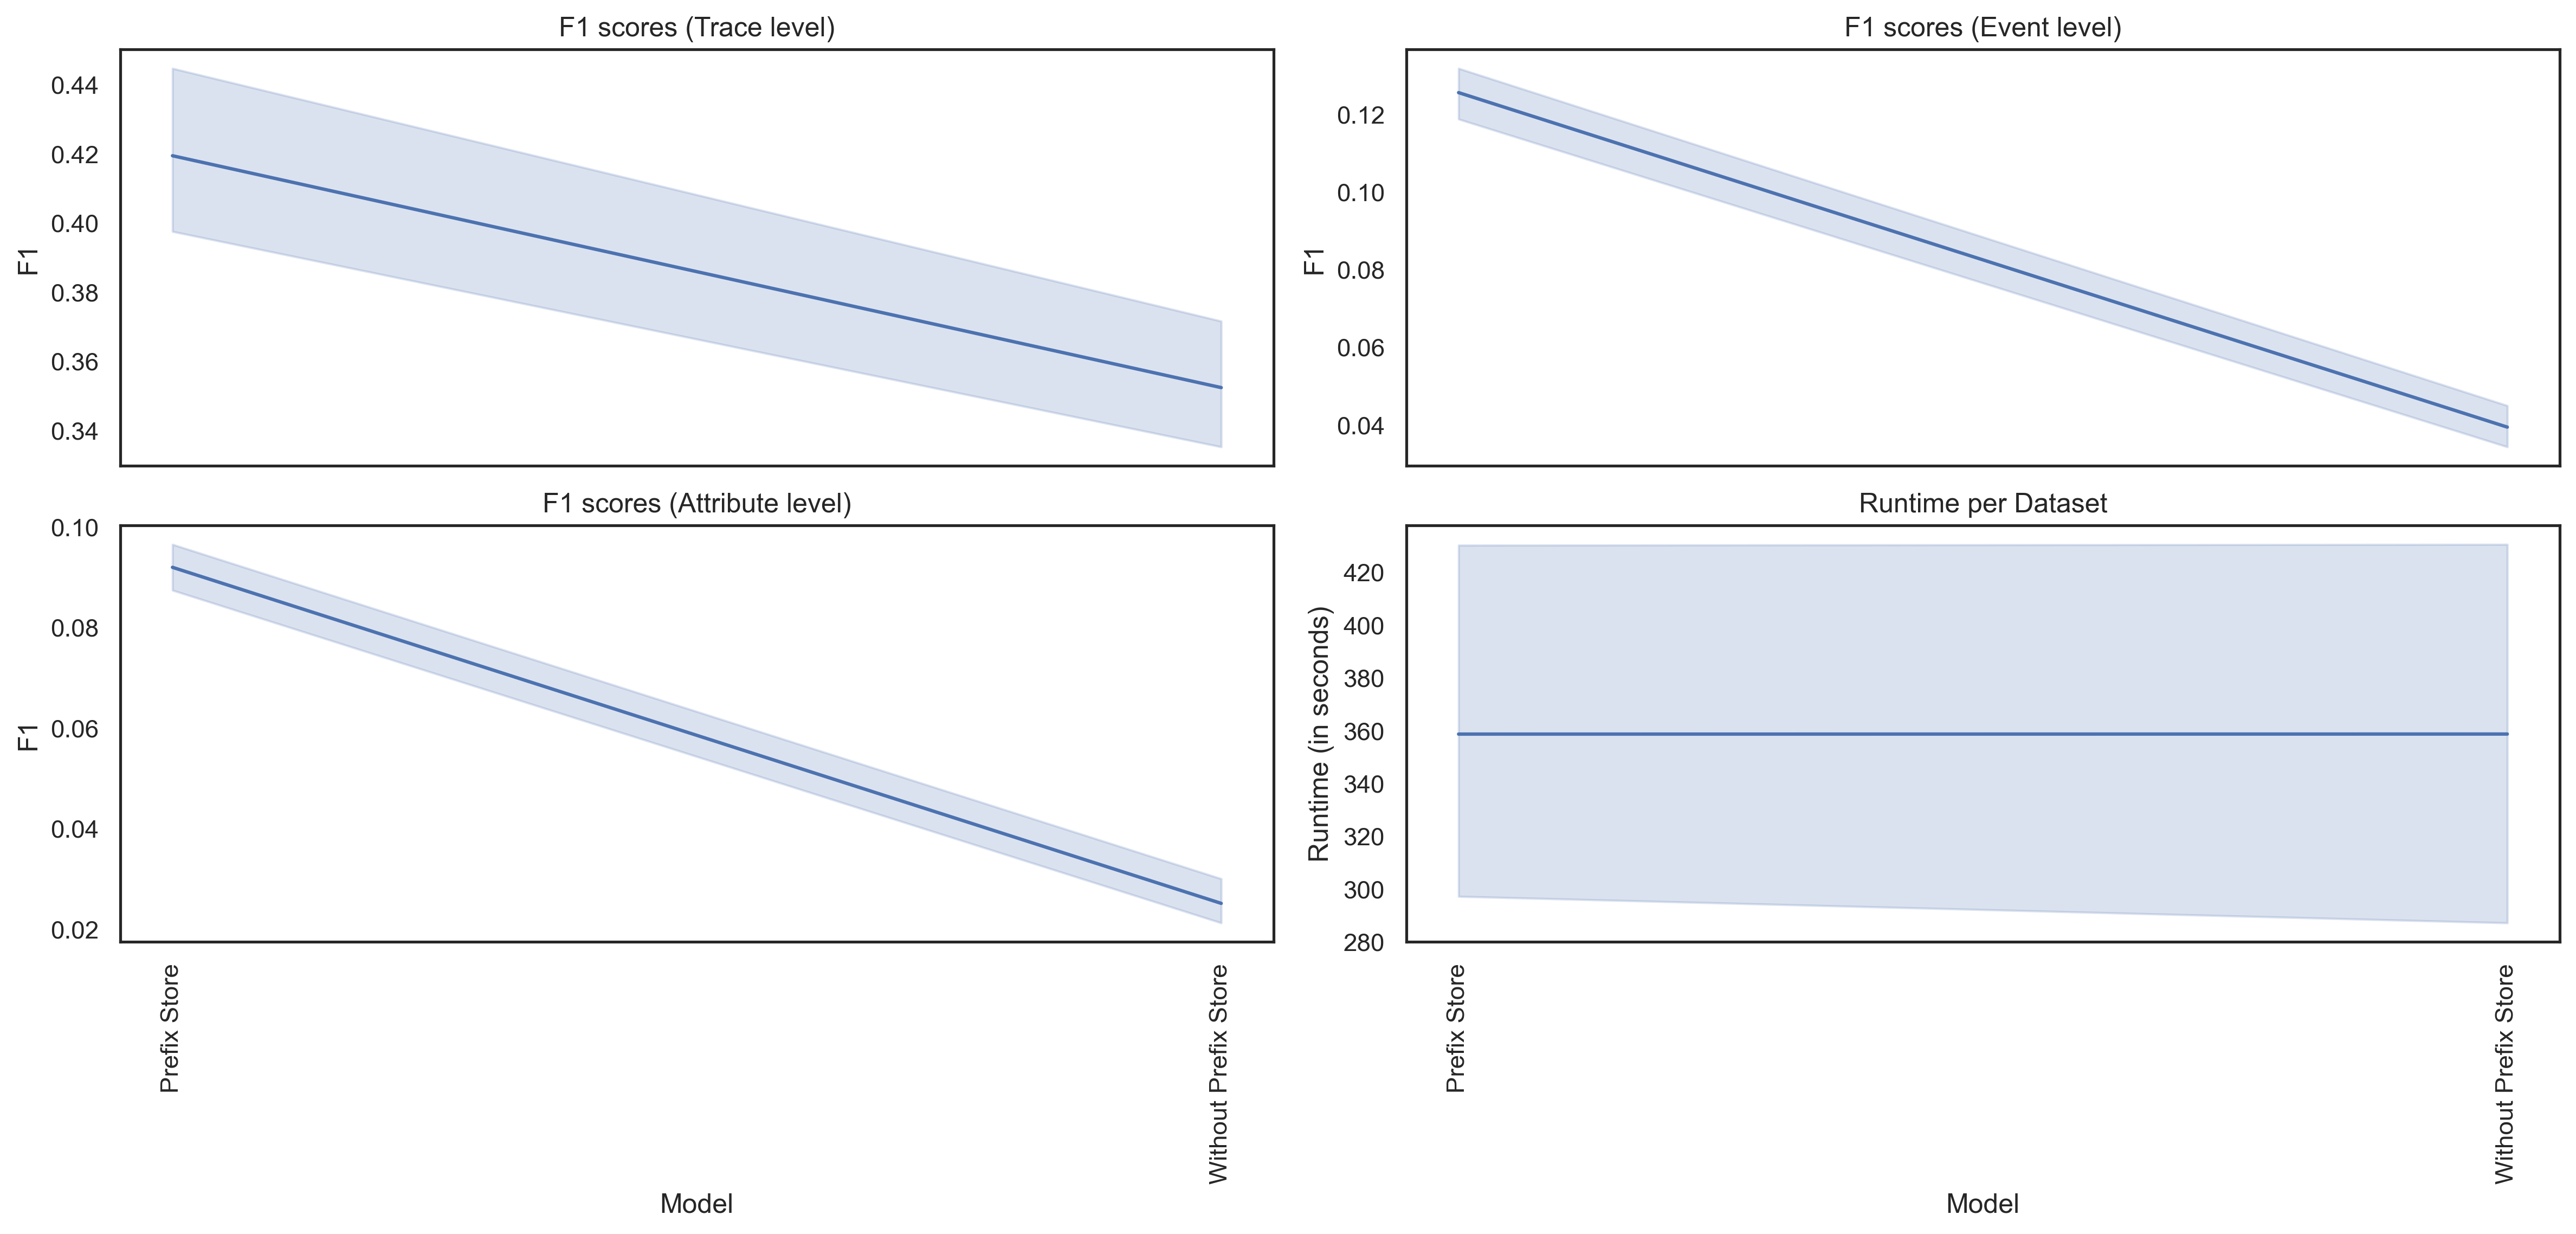 F1 scores (Trace level)
0.44
0.42
0.40
0.38
0.36
0.34
F1
F1 scores (Event level)
0.12
0.10
0.08
0.06
0.04
F1
F1 scores (Attribute level)
0.10
0.08
0.06
0.04
0.02
F1
Prefix Store
Without Prefix Store
Model
Runtime per Dataset
420
400
380
360
340
320
300
280
Runtime (in seconds)
Prefix Store
Without Prefix Store
Model